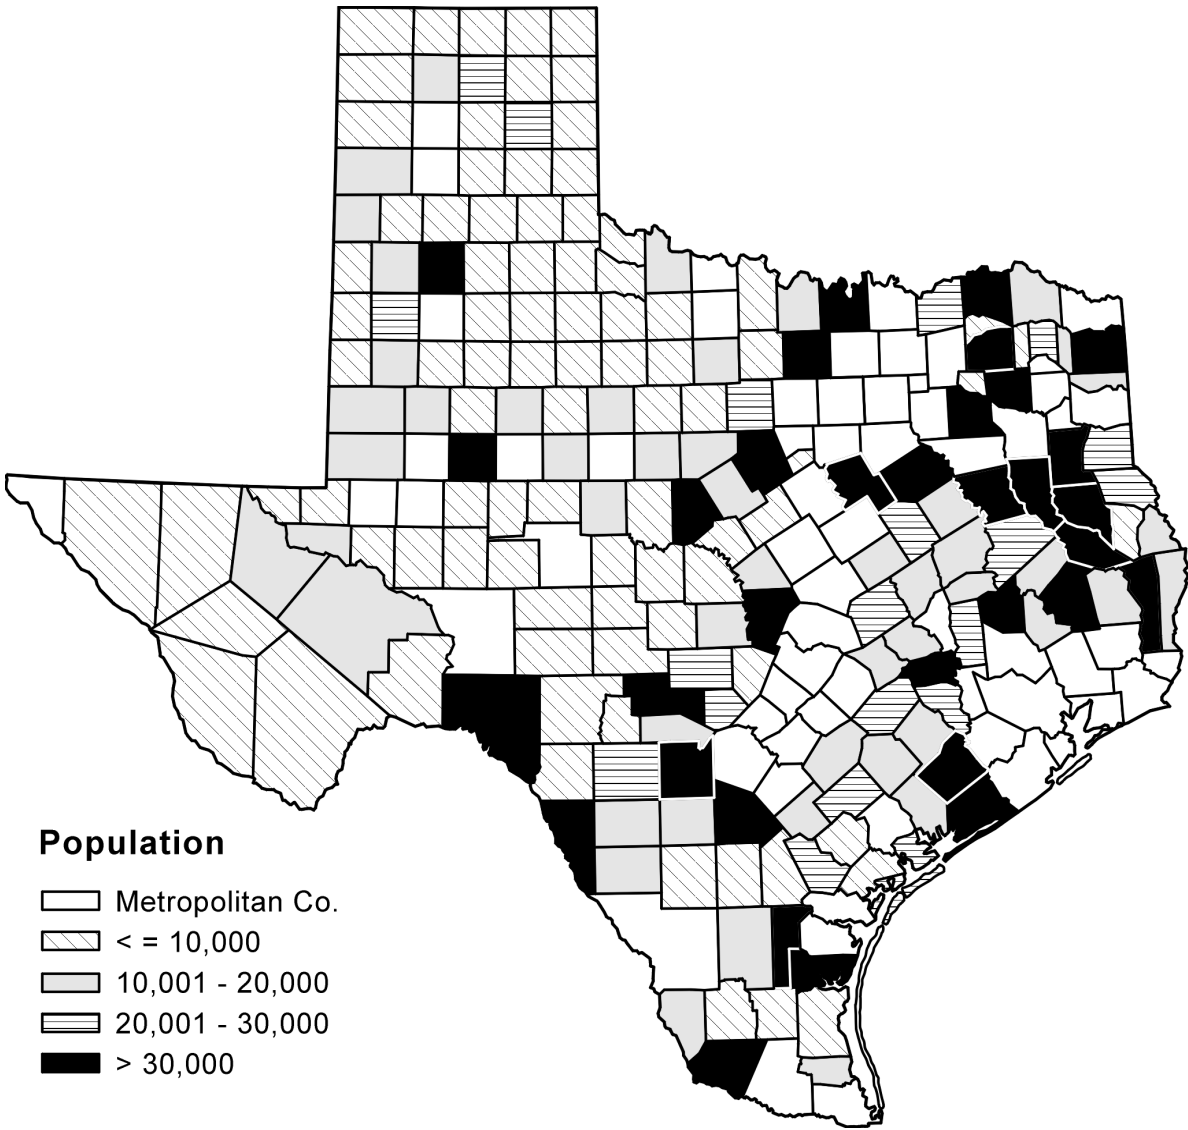 Population
Metropolitan Co.
< = 10,000
10,001 - 20,000
20,001 - 30,000
> 30,000